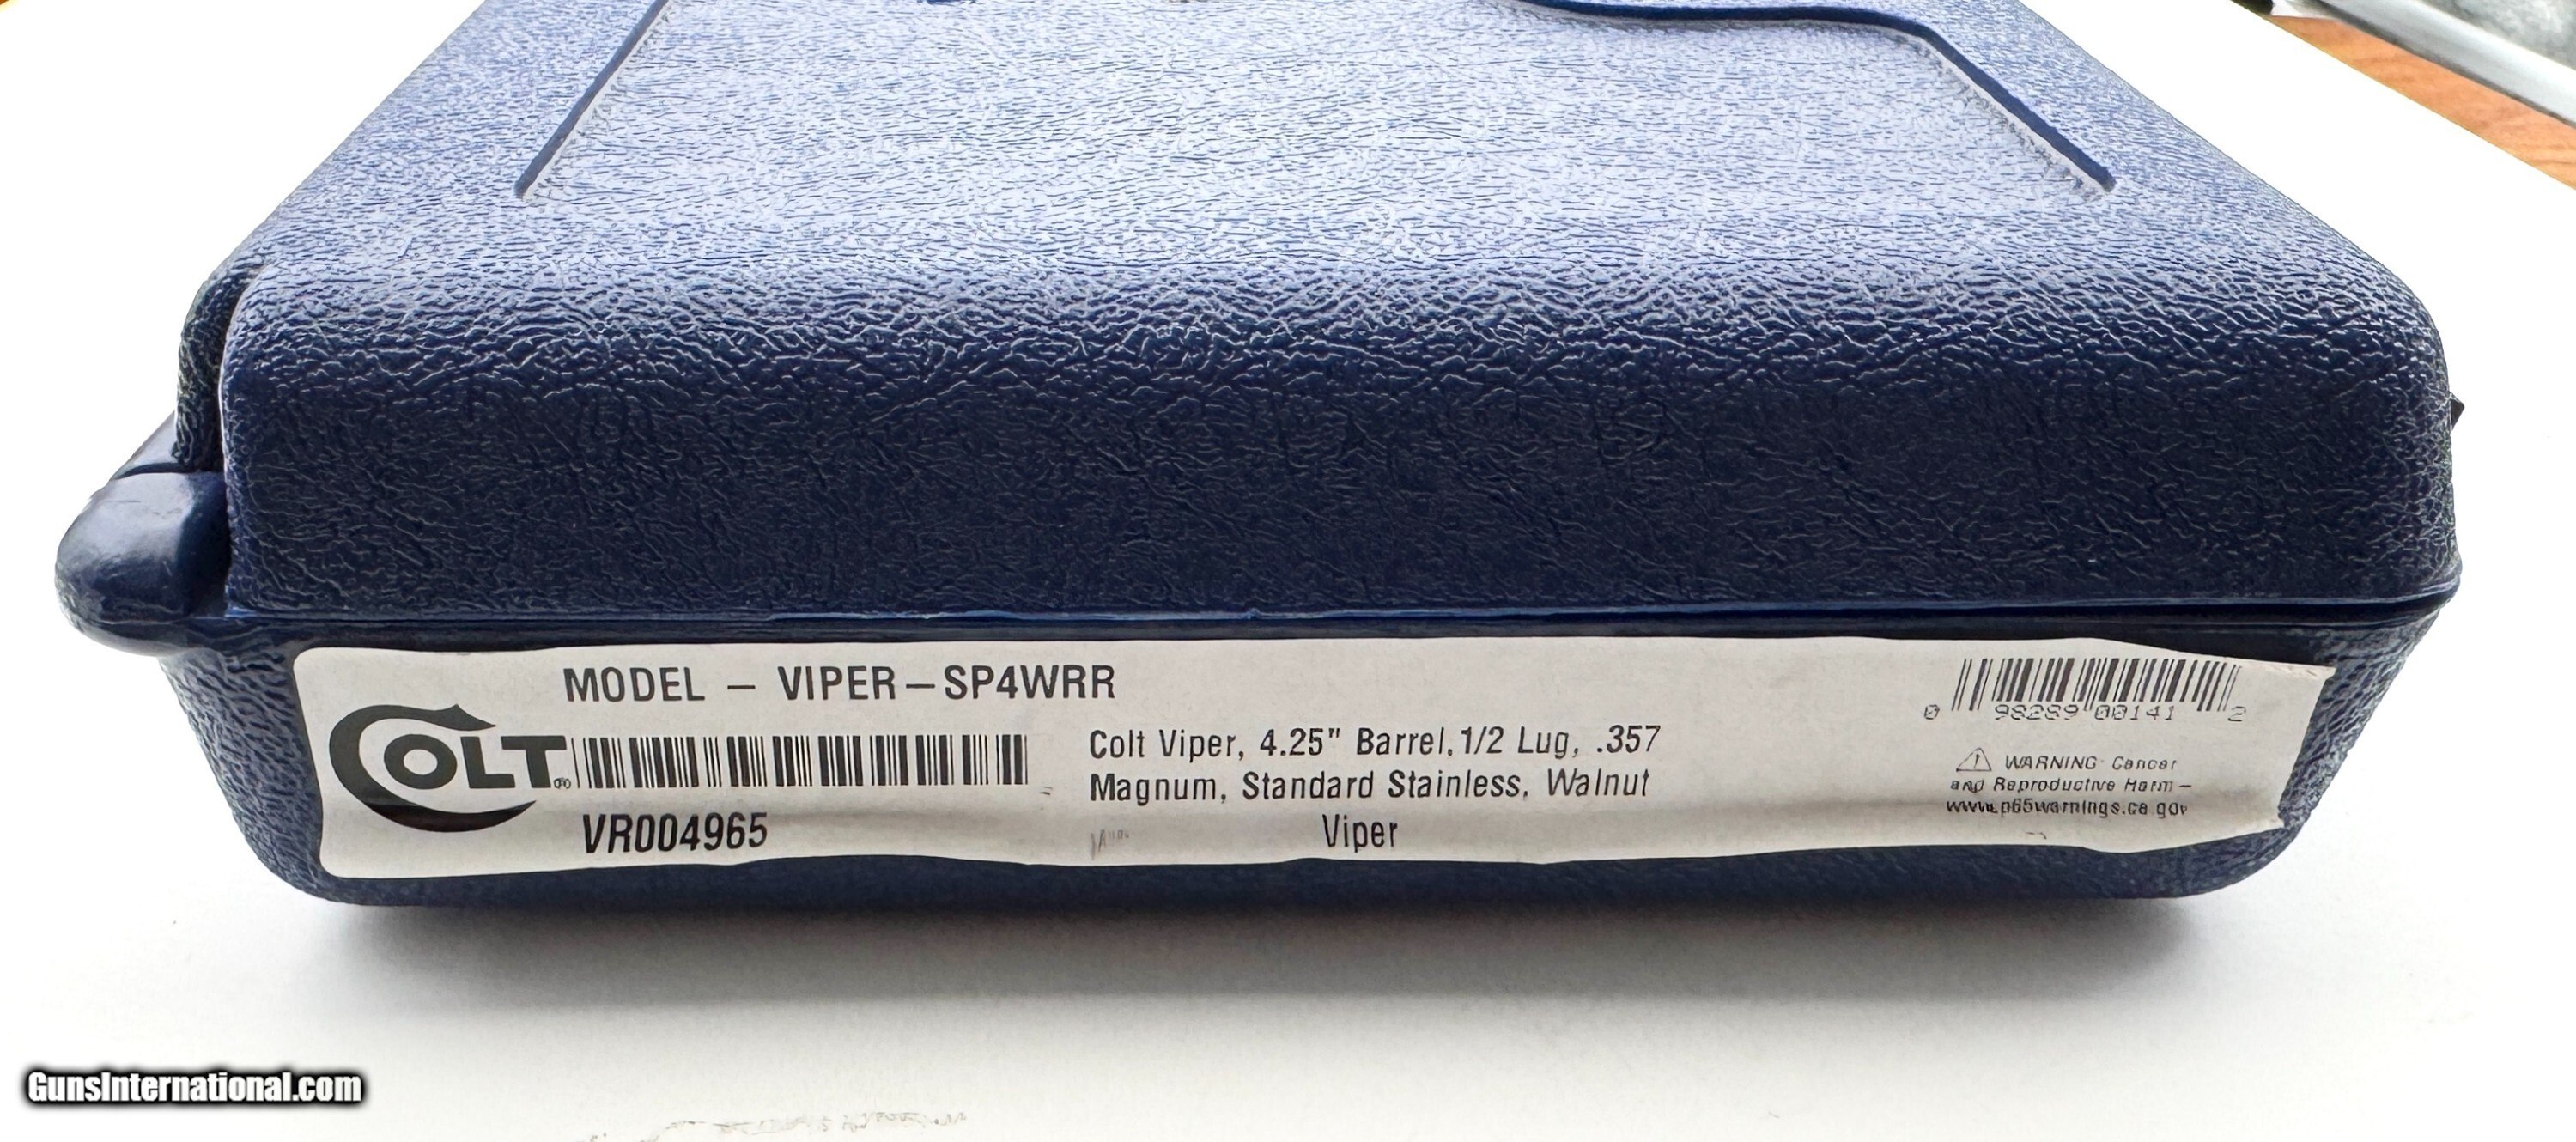 MODEL – VIPER–SP4WRR
COLT®
VR004965
Colt Viper, 4.25" Barrel, 1/2 Lug, .357
Magnum, Standard Stainless, Walnut
Viper
0 98289 00141 2
⚠ WARNING: Cancer
and Reproductive Harm –
www.p65warnings.ca.gov
GunsInternational.com